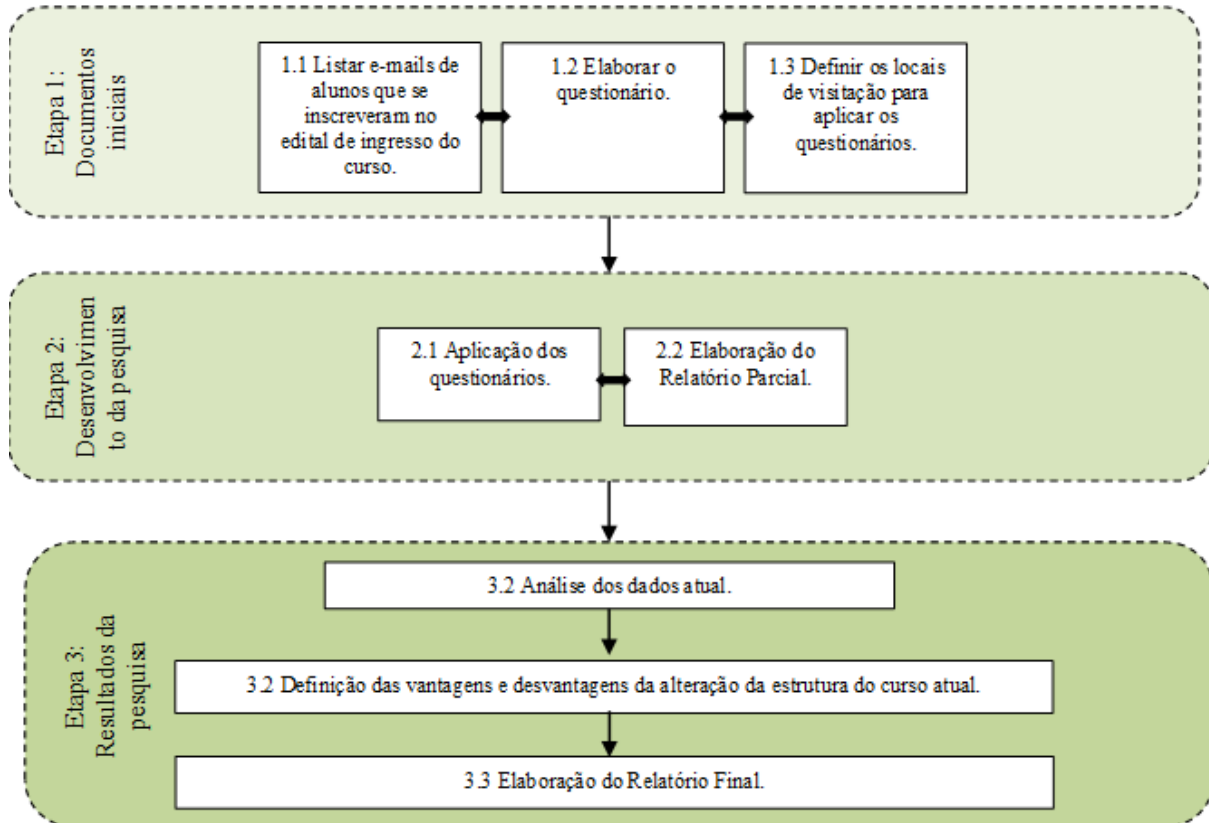 Etapa 1:
Documentos
iniciais
1.1 Listar e-mails de
alunos que se
inscreveram no
edital de ingresso do
curso.
1.2 Elaborar o
questionário.
1.3 Definir os locais
de visitação para
aplicar os
questionários.
Etapa 2:
Desenvolvimen
to da pesquisa
2.1 Aplicação dos
questionários.
2.2 Elaboração do
Relatório Parcial.
Etapa 3:
Resultados da
pesquisa
3.2 Análise dos dados atual.
3.2 Definição das vantagens e desvantagens da alteração da estrutura do curso atual.
3.3 Elaboração do Relatório Final.